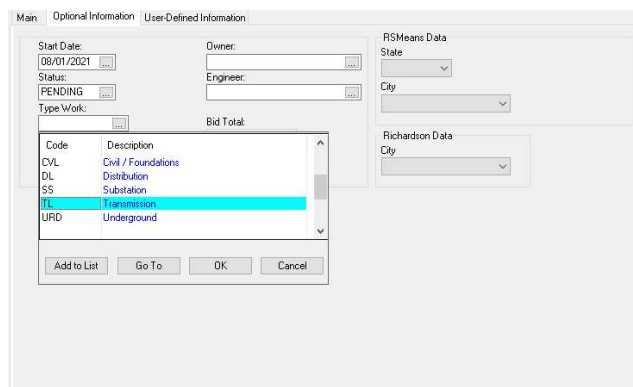 Main Optional Information User-Defined Information
Start Date:
08/01/2021 ...
Status:
PENDING ...
Type Work:
...
Owner:
...
Engineer:
...
Bid Total:
Code Description
CVL Civil / Foundations
DL Distribution
SS Substation
TL Transmission
URD Underground
Add to List Go To OK Cancel
RSMeans Data
State
City
Richardson Data
City